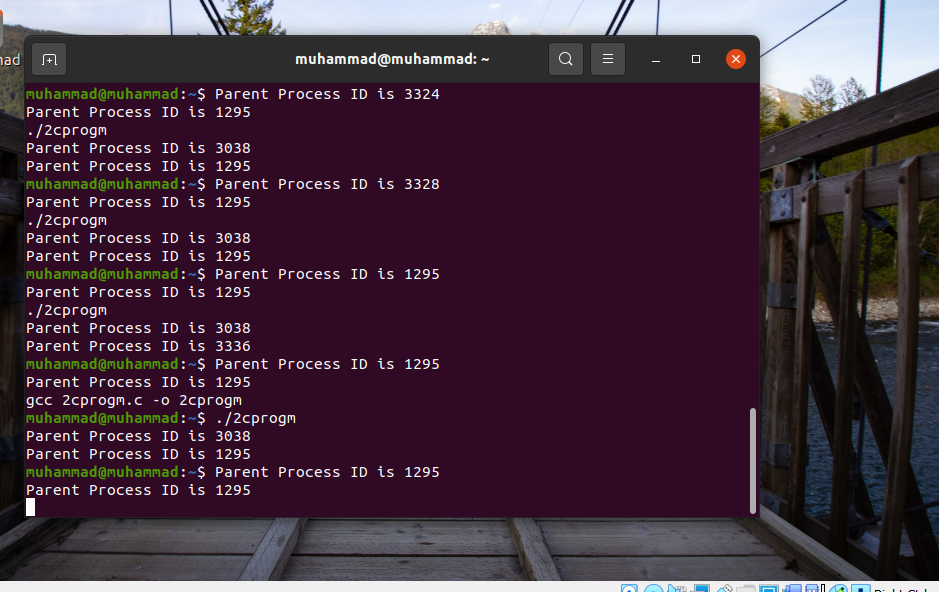 muhammad@muhammad: ~
muhammad@muhammad:~$ Parent Process ID is 3324
Parent Process ID is 1295
./2cprogm
Parent Process ID is 3038
Parent Process ID is 1295
muhammad@muhammad:~$ Parent Process ID is 3328
Parent Process ID is 1295
./2cprogm
Parent Process ID is 3038
Parent Process ID is 1295
muhammad@muhammad:~$ Parent Process ID is 1295
Parent Process ID is 1295
./2cprogm
Parent Process ID is 3038
Parent Process ID is 3336
muhammad@muhammad:~$ Parent Process ID is 1295
Parent Process ID is 1295
gcc 2cprogm.c -o 2cprogm
muhammad@muhammad:~$ ./2cprogm
Parent Process ID is 3038
Parent Process ID is 1295
muhammad@muhammad:~$ Parent Process ID is 1295
Parent Process ID is 1295